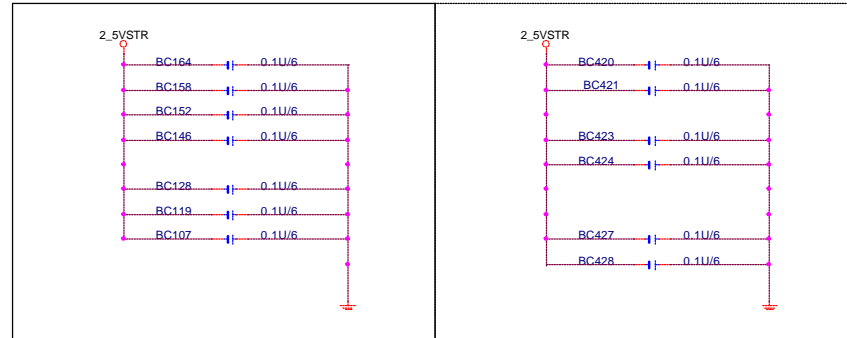 2_5VSTR
BC164 0.1U/6
BC158 0.1U/6
BC152 0.1U/6
BC146 0.1U/6
BC128 0.1U/6
BC119 0.1U/6
BC107 0.1U/6
2_5VSTR
BC420 0.1U/6
BC421 0.1U/6
BC423 0.1U/6
BC424 0.1U/6
BC427 0.1U/6
BC428 0.1U/6